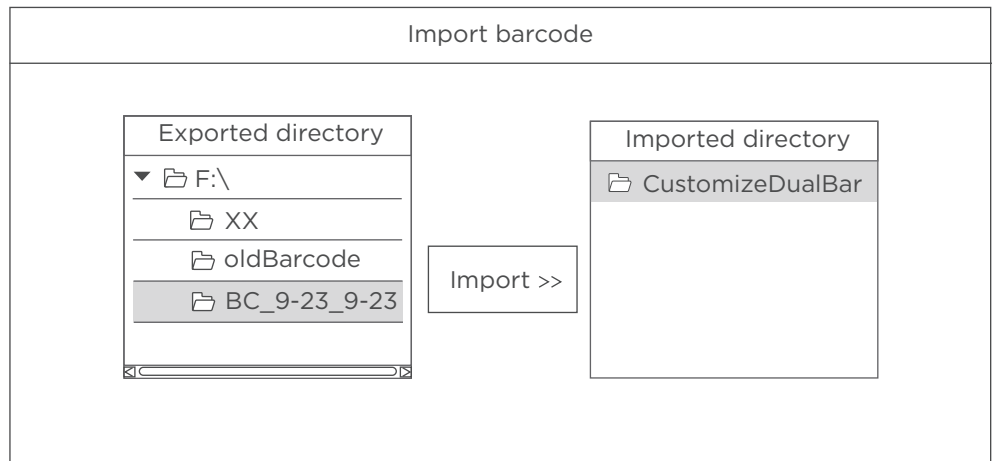 Import barcode
Exported directory
F:\
XX
oldBarcode
BC_9-23_9-23
Import >>
Imported directory
CustomizeDualBar